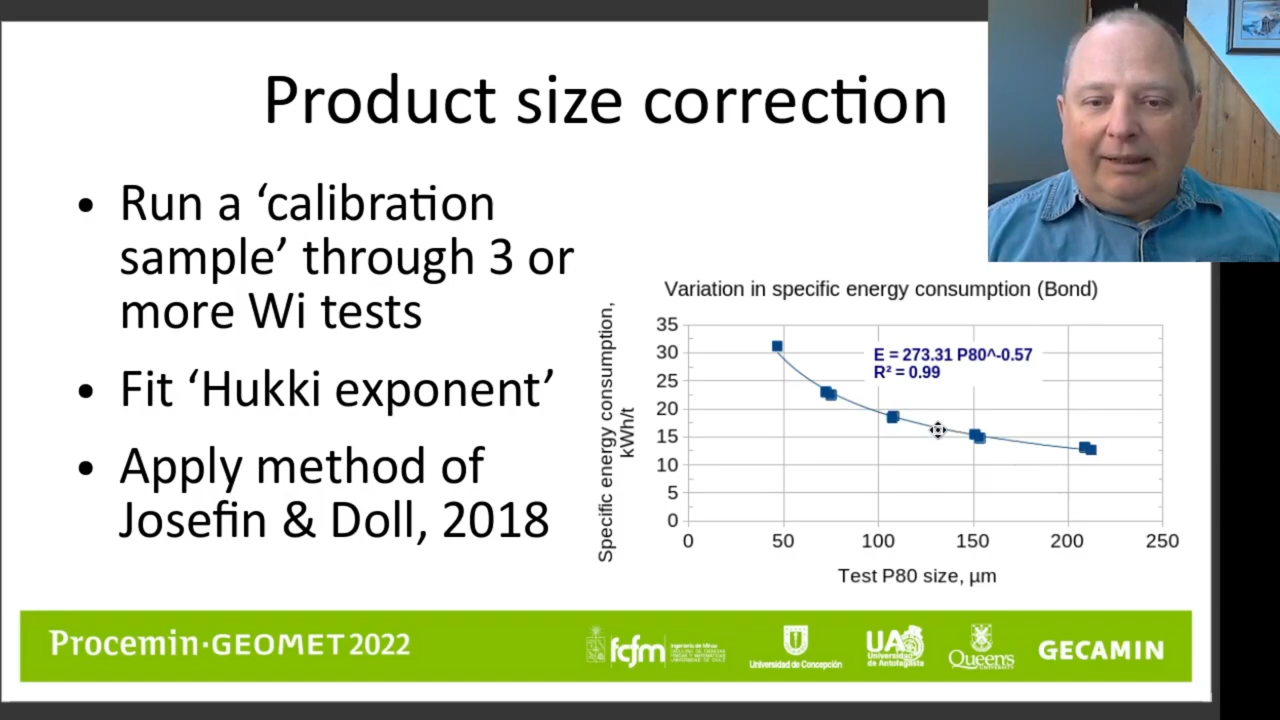 Product size correction
• Run a ‘calibration
sample’ through 3 or
more Wi tests
• Fit ‘Hukki exponent’
• Apply method of
Josefin & Doll, 2018
Variation in specific energy consumption (Bond)
Specific energy consumption,
kWh/t
35
30
25
20
15
10
5
0
E = 273.31 P80^-0.57
R² = 0.99
0 50 100 150 200 250
Test P80 size, µm
Procemin·GEOMET 2022
fcfm
Universidad de Concepción
UA
Universidad
de Antofagasta
Queen's
GECAMIN